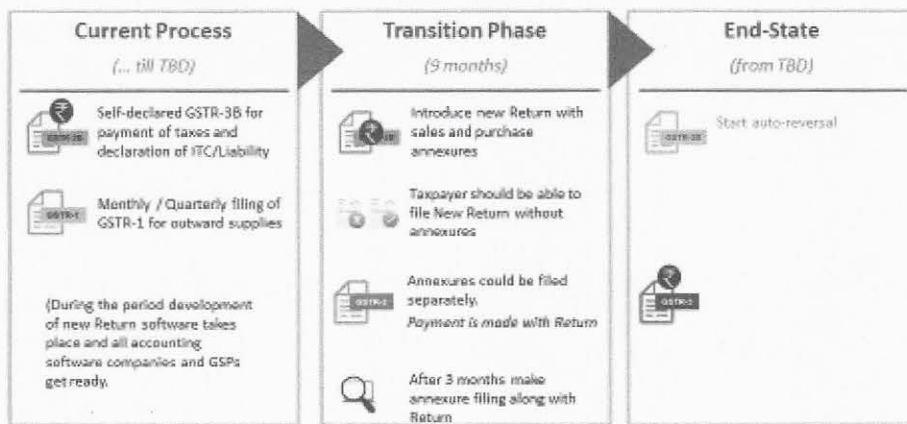 Current Process
(... till TBD)
GSTR-3B
Self-declared GSTR-3B for
payment of taxes and
declaration of ITC/Liability
GSTR-1
Monthly / Quarterly filing of
GSTR-1 for outward supplies
(During the period development
of new Return software takes
place and all accounting
software companies and GSPs
get ready.
Transition Phase
(9 months)
Introduce new Return with
sales and purchase
annexures
Taxpayer should be able to
file New Return without
annexures
Annexures could be filed
separately.
Payment is made with Return
After 3 months make
annexure filing along with
Return
End-State
(from TBD)
Start auto-reversal